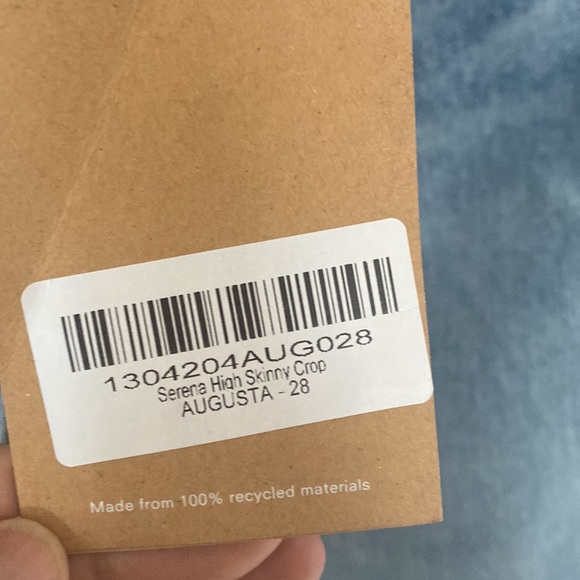 1304204AUG028
Serena High Skinny Crop
AUGUSTA - 28
Made from 100% recycled materials